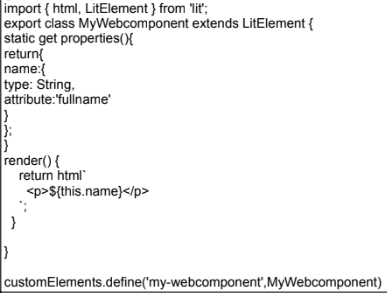 import { html, LitElement } from 'lit';
export class MyWebcomponent extends LitElement {
static get properties(){
return{
name:{
type: String,
attribute:'fullname'
}
};
}
render() {
return html`
<p>${this.name}</p>
`;
}
}
customElements.define('my-webcomponent',MyWebcomponent)